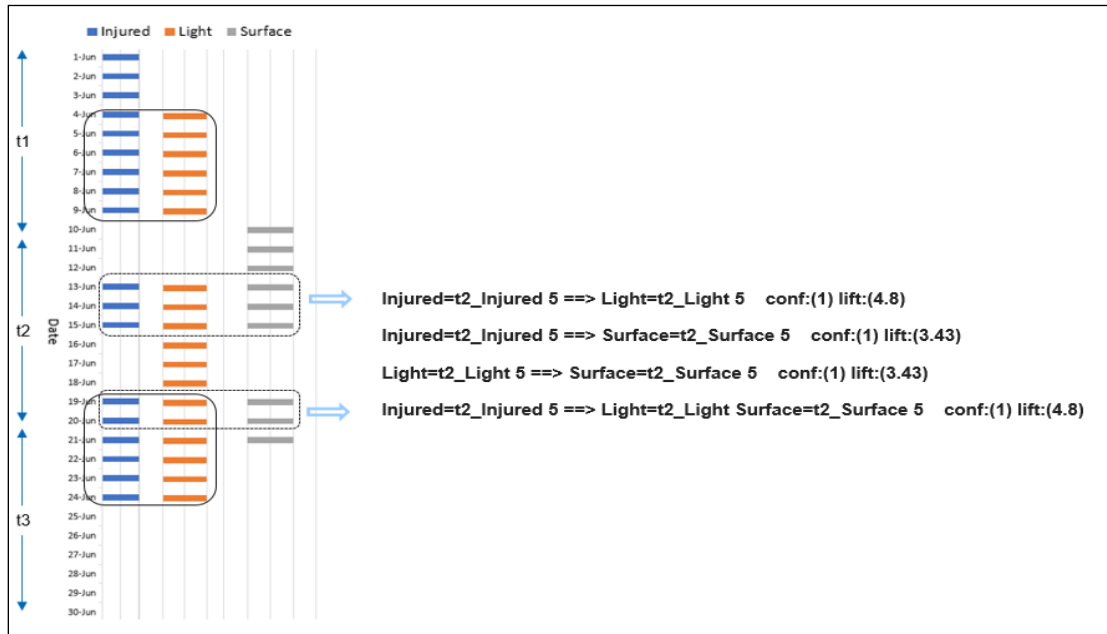 Injured Light Surface
1-Jun
2-Jun
3-Jun
4-Jun
5-Jun
6-Jun
7-Jun
8-Jun
9-Jun
10-Jun
11-Jun
12-Jun
13-Jun
14-Jun
15-Jun
16-Jun
17-Jun
18-Jun
19-Jun
20-Jun
21-Jun
22-Jun
23-Jun
24-Jun
25-Jun
26-Jun
27-Jun
28-Jun
29-Jun
30-Jun
t1
t2
t3
Date
Injured=t2_Injured 5 ==> Light=t2_Light 5 conf:(1) lift:(4.8)
Injured=t2_Injured 5 ==> Surface=t2_Surface 5 conf:(1) lift:(3.43)
Light=t2_Light 5 ==> Surface=t2_Surface 5 conf:(1) lift:(3.43)
Injured=t2_Injured 5 ==> Light=t2_Light Surface=t2_Surface 5 conf:(1) lift:(4.8)